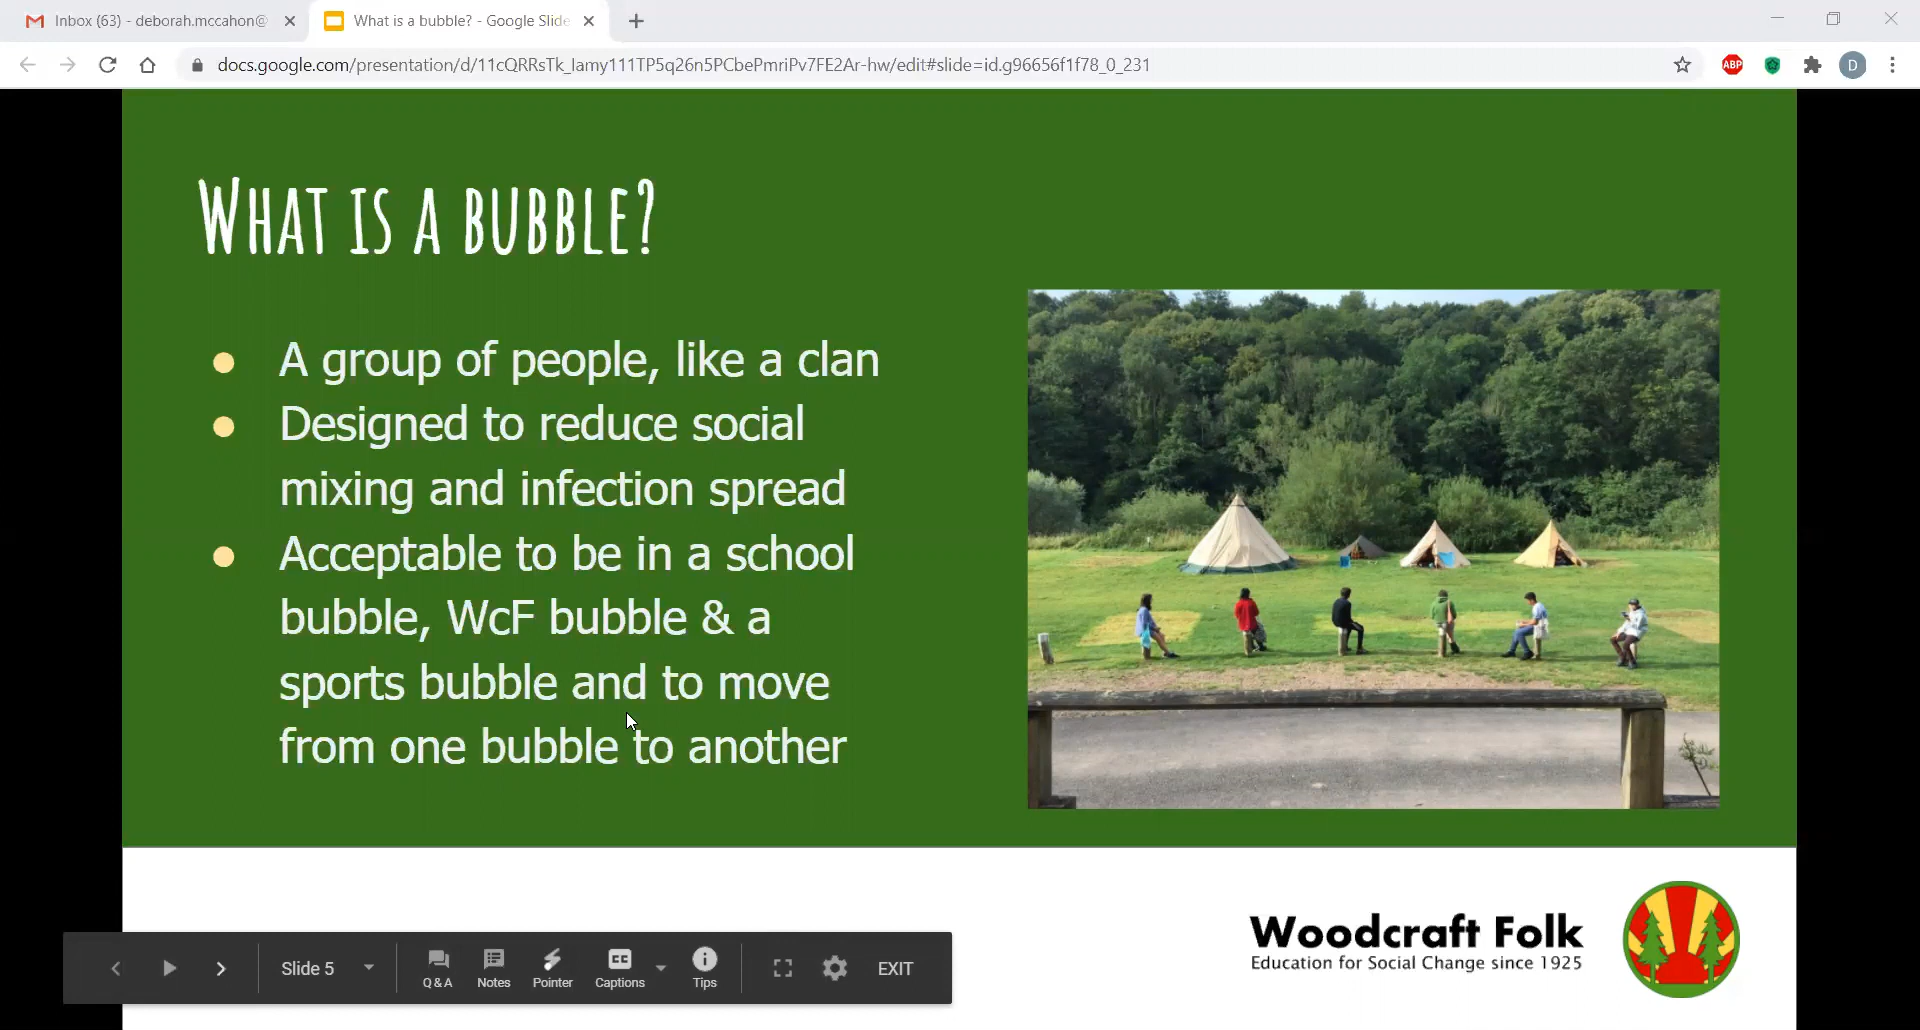 Inbox (63) - deborah.mccahon@
What is a bubble? - Google Slide
docs.google.com/presentation/d/11cQRRsTk_Iamy111TP5q26n5PCbePmriPv7FE2Ar-hw/edit#slide=id.g96656f1f78_0_231
ABP
D
WHAT IS A BUBBLE?
A group of people, like a clan
Designed to reduce social
mixing and infection spread
Acceptable to be in a school
bubble, WcF bubble & a
sports bubble and to move
from one bubble to another
Woodcraft Folk
Education for Social Change since 1925
Slide 5
Q & A
Notes
Pointer
CC
Captions
Tips
EXIT